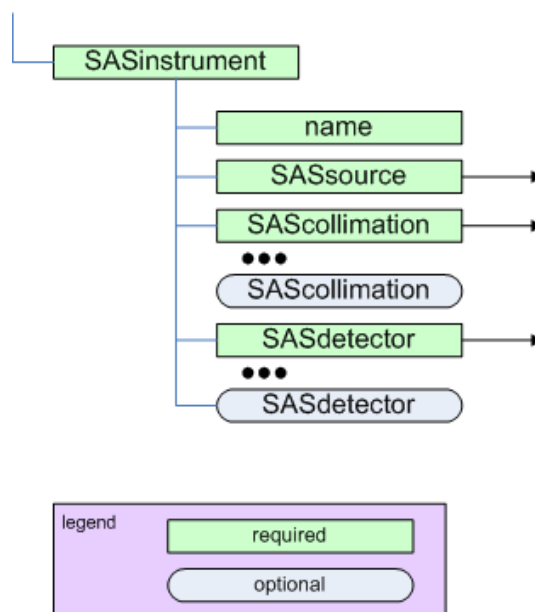 SASinstrument
name
SASsource
SAScollimation
SAScollimation
SASdetector
SASdetector
legend
required
optional